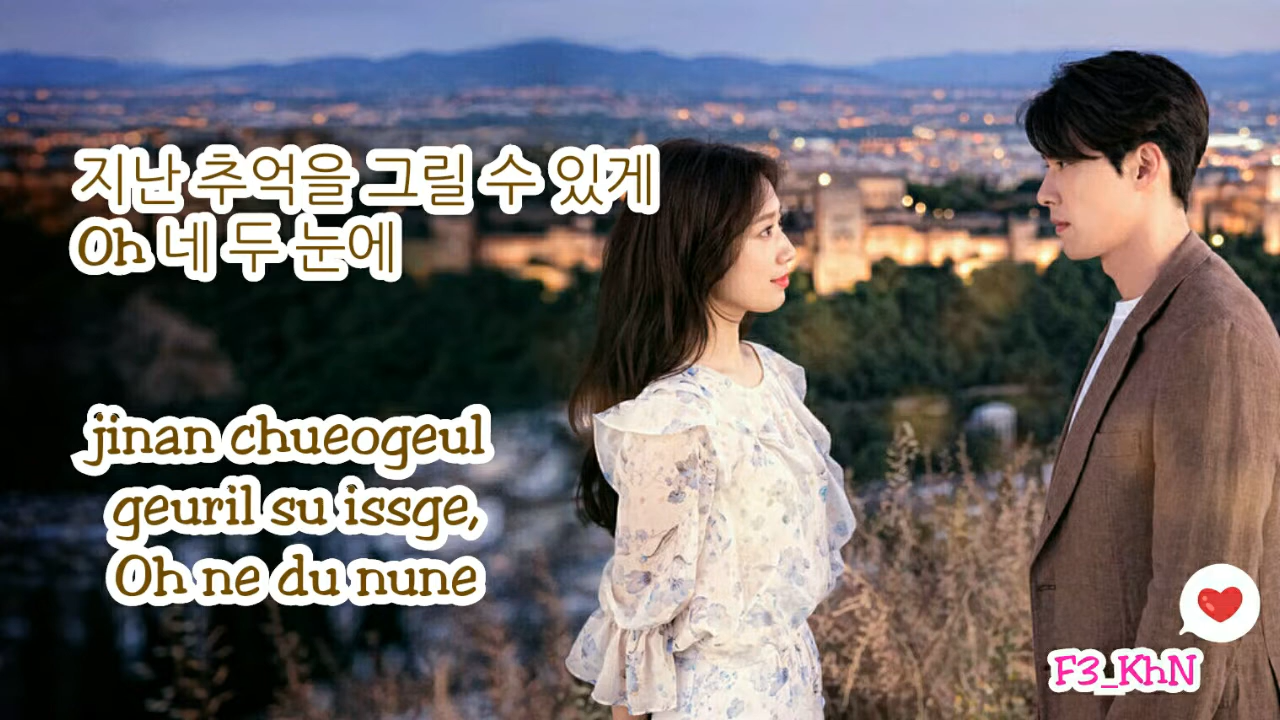 지난 추억을 그릴 수 있게
Oh 네 두 눈에
jinan chueogeul
geuril su issge,
Oh ne du nune
F3_KhN